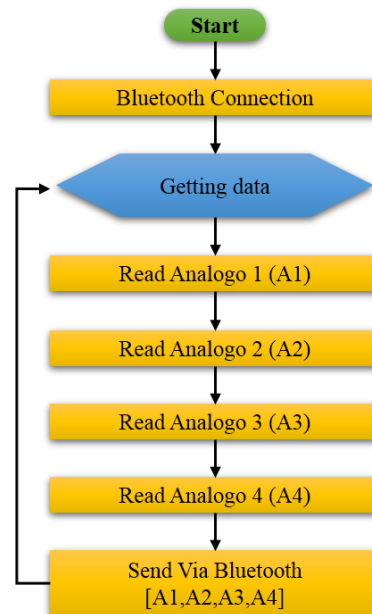 Start
Bluetooth Connection
Getting data
Read Analogo 1 (A1)
Read Analogo 2 (A2)
Read Analogo 3 (A3)
Read Analogo 4 (A4)
Send Via Bluetooth
[A1,A2,A3,A4]